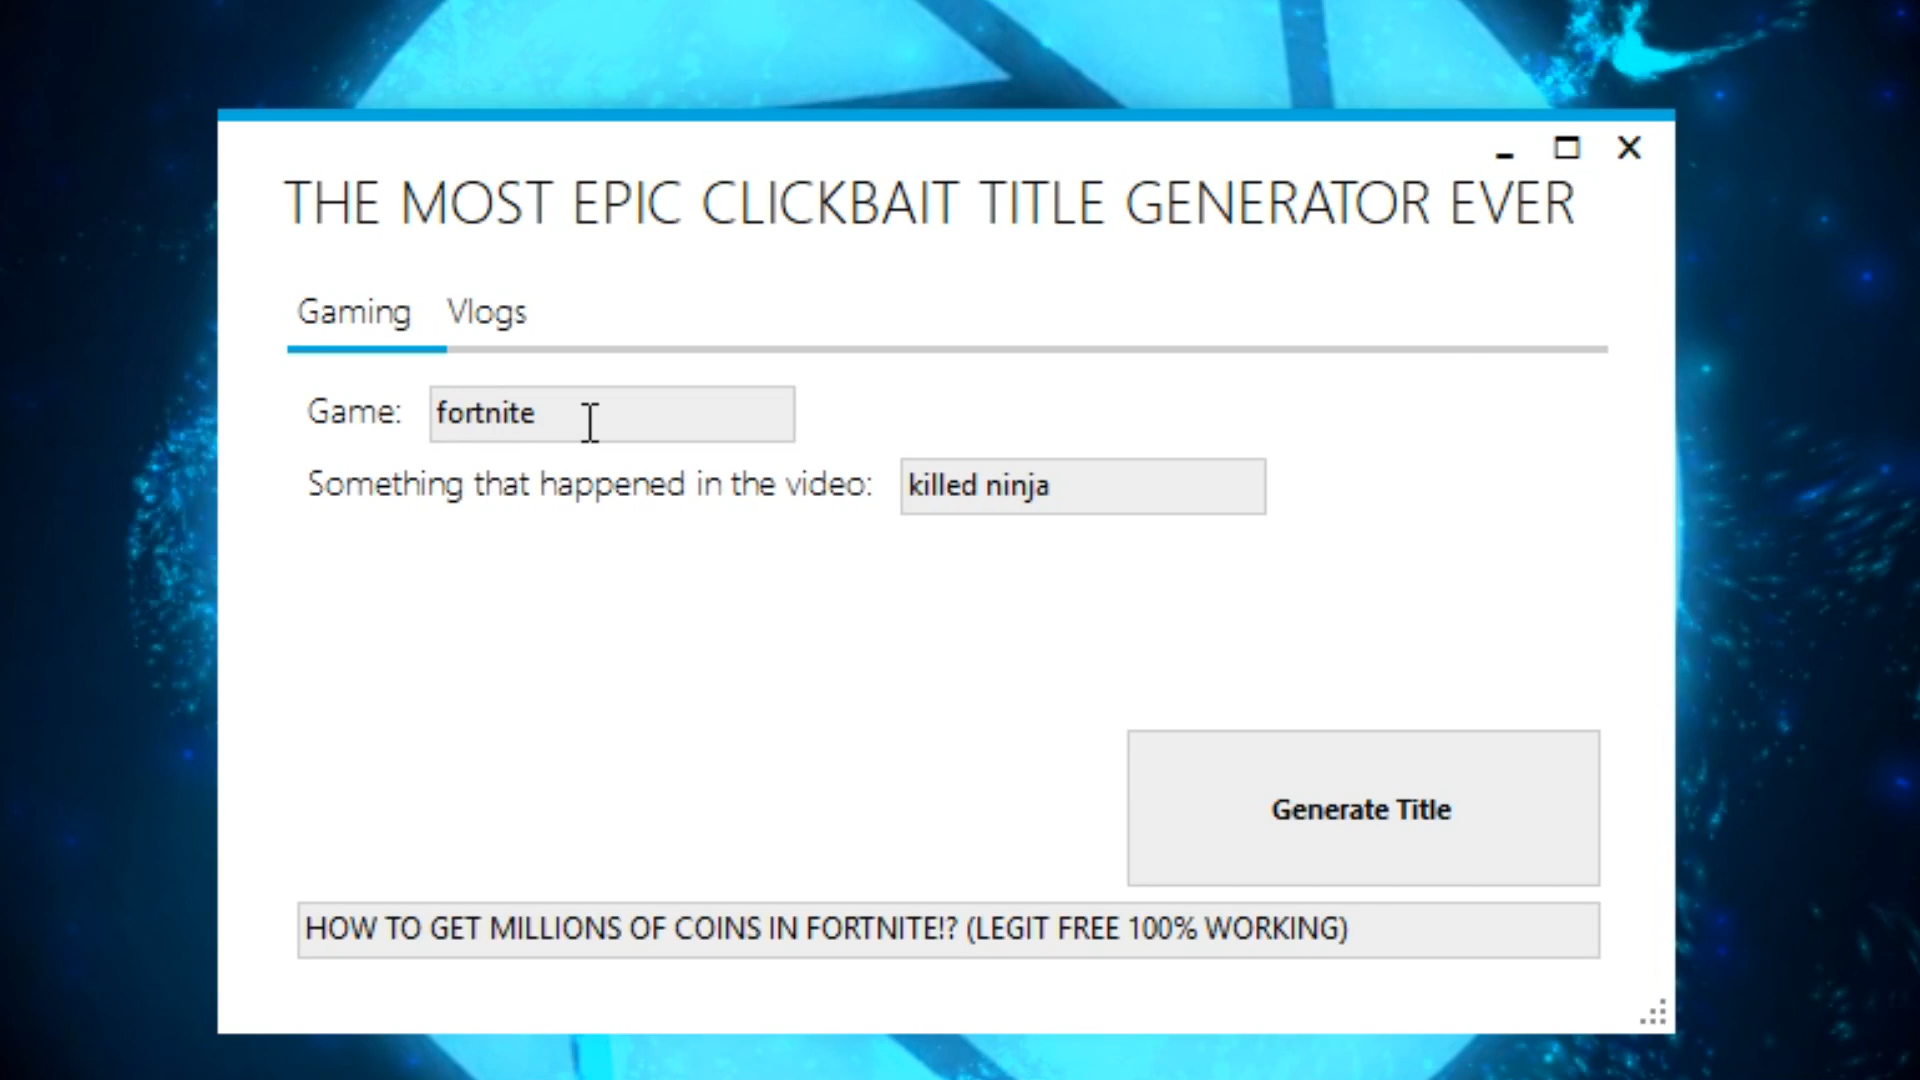 THE MOST EPIC CLICKBAIT TITLE GENERATOR EVER
Gaming Vlogs
Game: fortnite
Something that happened in the video: killed ninja
Generate Title
HOW TO GET MILLIONS OF COINS IN FORTNITE!? (LEGIT FREE 100% WORKING)